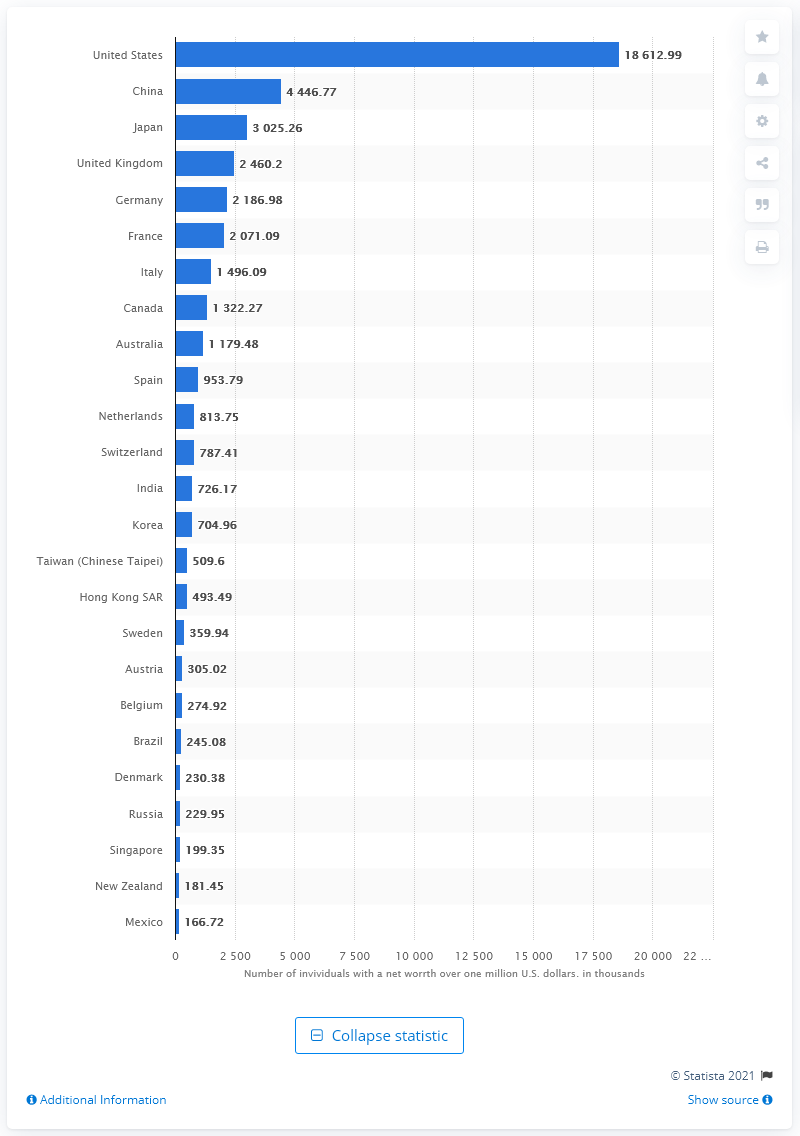 United States 18 612.99
China 4 446.77
Japan 3 025.26
United Kingdom 2 460.2
Germany 2 186.98
France 2 071.09
Italy 1 496.09
Canada 1 322.27
Australia 1 179.48
Spain 953.79
Netherlands 813.75
Switzerland 787.41
India 726.17
Korea 704.96
Taiwan (Chinese Taipei) 509.6
Hong Kong SAR 493.49
Sweden 359.94
Austria 305.02
Belgium 274.92
Brazil 245.08
Denmark 230.38
Russia 229.95
Singapore 199.35
New Zealand 181.45
Mexico 166.72
0 2 500 5 000 7 500 10 000 12 500 15 000 17 500 20 000 22 ...
Number of invividuals with a net worrth over one million U.S. dollars. in thousands
Collapse statistic
© Statista 2021
Additional Information Show source